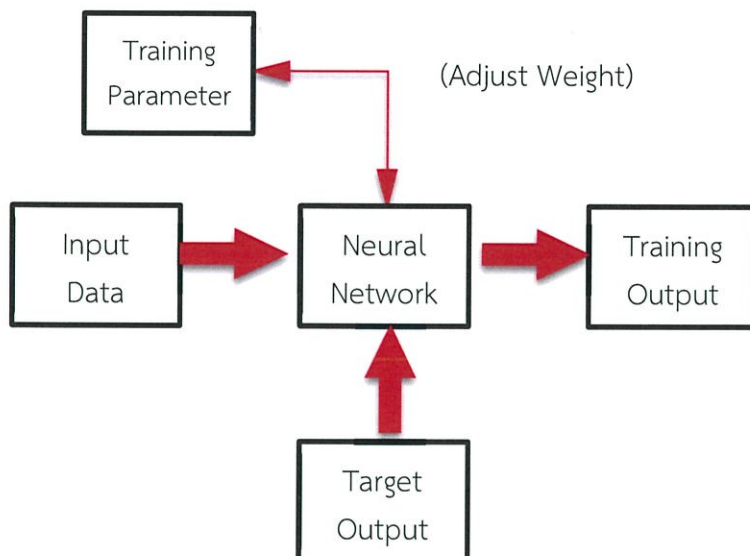 Training
Parameter
(Adjust Weight)
Input
Data
Neural
Network
Training
Output
Target
Output